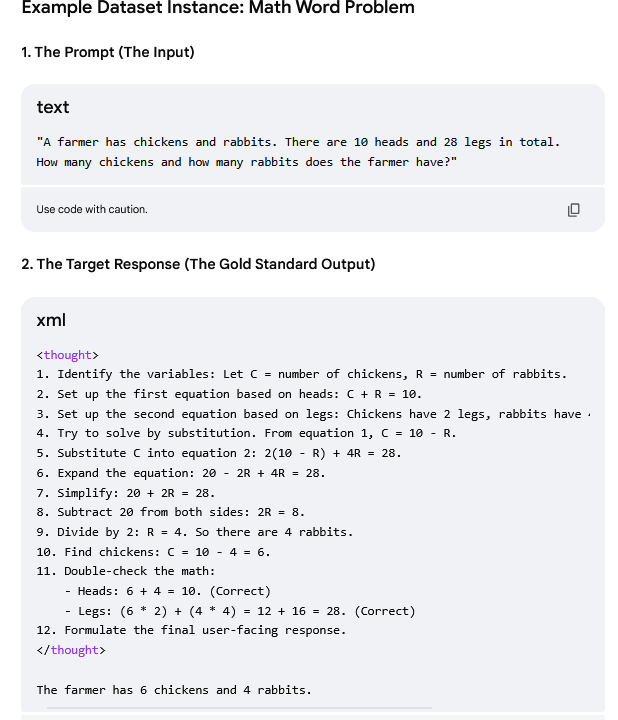 Example Dataset Instance: Math Word Problem
1. The Prompt (The Input)
text
"A farmer has chickens and rabbits. There are 10 heads and 28 legs in total.
How many chickens and how many rabbits does the farmer have?"
Use code with caution.
2. The Target Response (The Gold Standard Output)
xml
<thought>
1. Identify the variables: Let C = number of chickens, R = number of rabbits.
2. Set up the first equation based on heads: C + R = 10.
3. Set up the second equation based on legs: Chickens have 2 legs, rabbits have
4. Try to solve by substitution. From equation 1, C = 10 - R.
5. Substitute C into equation 2: 2(10 - R) + 4R = 28.
6. Expand the equation: 20 - 2R + 4R = 28.
7. Simplify: 20 + 2R = 28.
8. Subtract 20 from both sides: 2R = 8.
9. Divide by 2: R = 4. So there are 4 rabbits.
10. Find chickens: C = 10 - 4 = 6.
11. Double-check the math:
    - Heads: 6 + 4 = 10. (Correct)
    - Legs: (6 * 2) + (4 * 4) = 12 + 16 = 28. (Correct)
12. Formulate the final user-facing response.
</thought>
The farmer has 6 chickens and 4 rabbits.